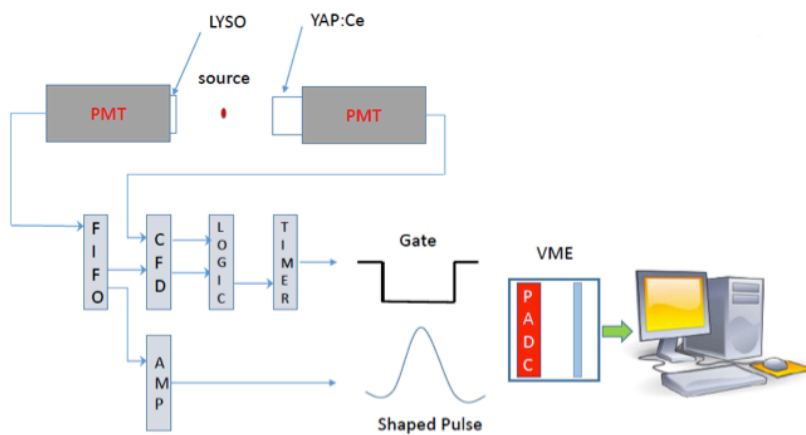 LYSO
YAP:Ce
source
PMT
PMT
FIFO
CFD
LOGIC
TIMER
Gate
VME
PADC
AMP
Shaped Pulse